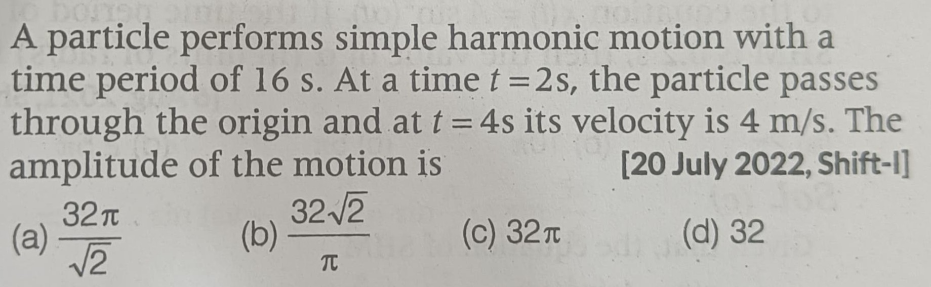 A particle performs simple harmonic motion with a
time period of 16 s. At a time t = 2s, the particle passes
through the origin and at t = 4s its velocity is 4 m/s. The
amplitude of the motion is [20 July 2022, Shift-I]
(a) 32π/√2 (b) 32√2/π (c) 32π (d) 32